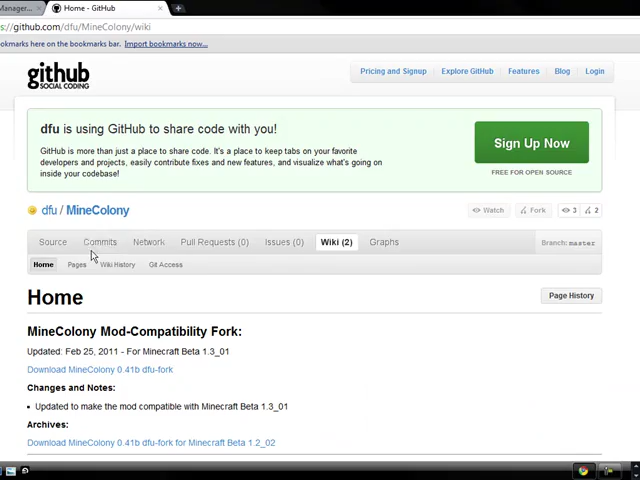 Manager...
Home - GitHub
s://github.com/dfu/MineColony/wiki
ookmarks here on the bookmarks bar. Import bookmarks now...
github
SOCIAL CODING
Pricing and Signup Explore GitHub Features Blog Login
dfu is using GitHub to share code with you!
GitHub is more than just a place to share code. It's a place to keep tabs on your favorite
developers and projects, easily contribute fixes and new features, and visualize what's going on
inside your codebase!
Sign Up Now
FREE FOR OPEN SOURCE
dfu / MineColony
Watch Fork 3 2
Source Commits Network Pull Requests (0) Issues (0) Wiki (2) Graphs Branch: master
Home Pages Wiki History Git Access
Home
Page History
MineColony Mod-Compatibility Fork:
Updated: Feb 25, 2011 - For Minecraft Beta 1.3_01
Download MineColony 0.41b dfu-fork
Changes and Notes:
Updated to make the mod compatible with Minecraft Beta 1.3_01
Archives:
Download MineColony 0.41b dfu-fork for Minecraft Beta 1.2_02